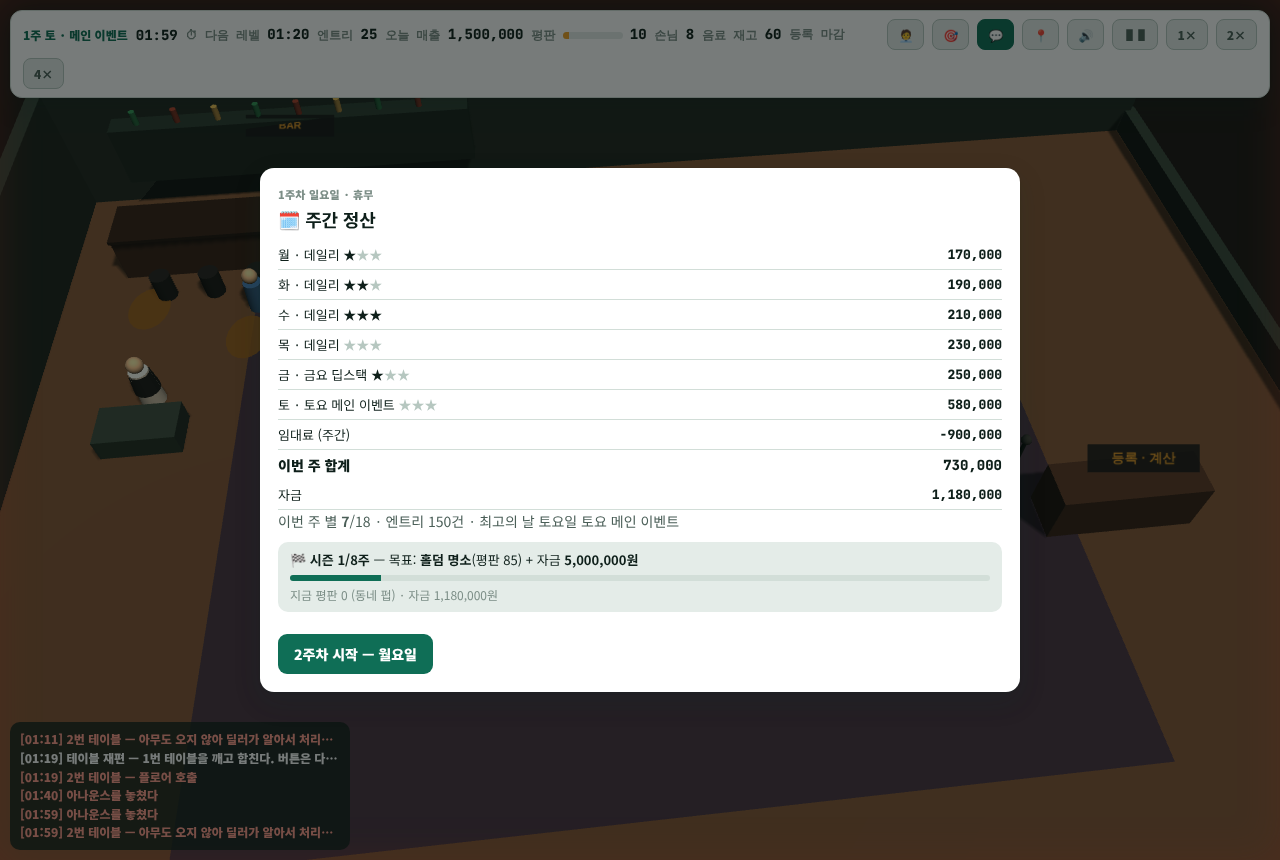 1주 토 · 메인 이벤트 01:59 ⏱ 다음 레벨 01:20 엔트리 25 오늘 매출 1,500,000 평판 10 손님 8 음료 재고 60 등록 마감 1× 2×
4×
BAR
1주차 일요일 · 휴무
🗓️ 주간 정산
월 · 데일리 ★★★ 170,000
화 · 데일리 ★★★ 190,000
수 · 데일리 ★★★ 210,000
목 · 데일리 ★★★ 230,000
금 · 금요 딥스택 ★★★ 250,000
토 · 토요 메인 이벤트 ★★★ 580,000
임대료 (주간) -900,000
이번 주 합계 730,000
자금 1,180,000
이번 주 별 7/18 · 엔트리 150건 · 최고의 날 토요일 토요 메인 이벤트
🏁 시즌 1/8주 — 목표: 홀덤 명소(평판 85) + 자금 5,000,000원
지금 평판 0 (동네 펍) · 자금 1,180,000원
2주차 시작 — 월요일
등록 · 계산
[01:11] 2번 테이블 — 아무도 오지 않아 딜러가 알아서 처리…
[01:19] 테이블 재편 — 1번 테이블을 깨고 합친다. 버튼은 다…
[01:19] 2번 테이블 — 플로어 호출
[01:40] 아나운스를 놓쳤다
[01:59] 아나운스를 놓쳤다
[01:59] 2번 테이블 — 아무도 오지 않아 딜러가 알아서 처리…